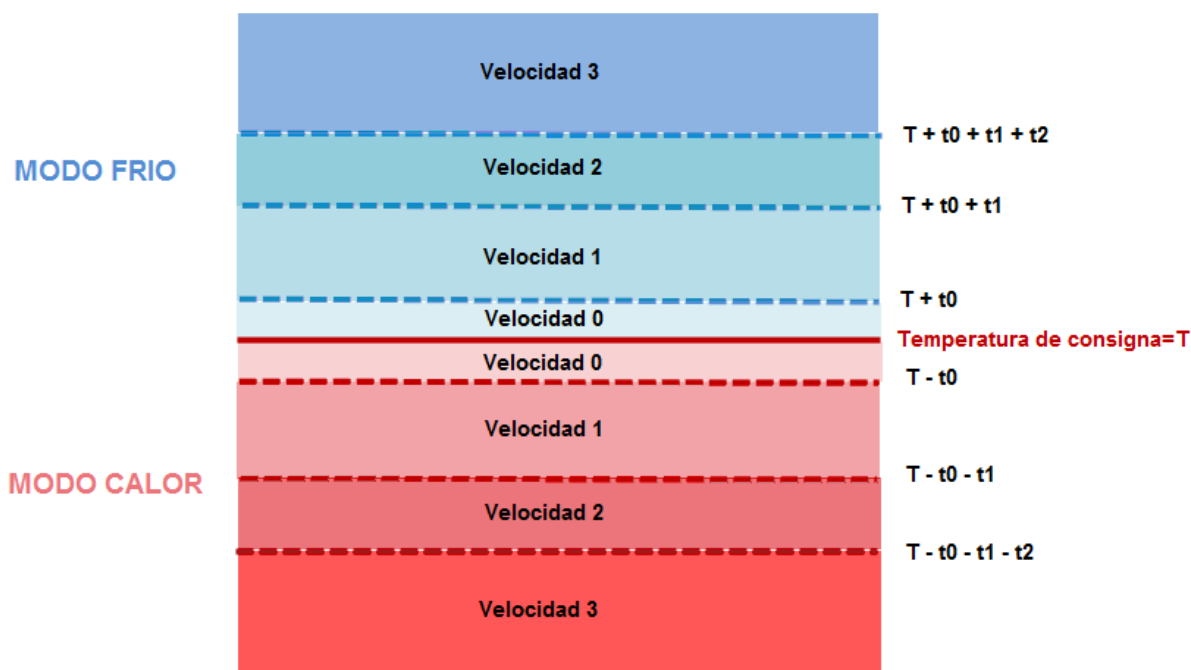 Velocidad 3
T + t0 + t1 + t2
MODO FRIO
Velocidad 2
T + t0 + t1
Velocidad 1
T + t0
Velocidad 0
Temperatura de consigna=T
Velocidad 0
T - t0
Velocidad 1
MODO CALOR
T - t0 - t1
Velocidad 2
T - t0 - t1 - t2
Velocidad 3